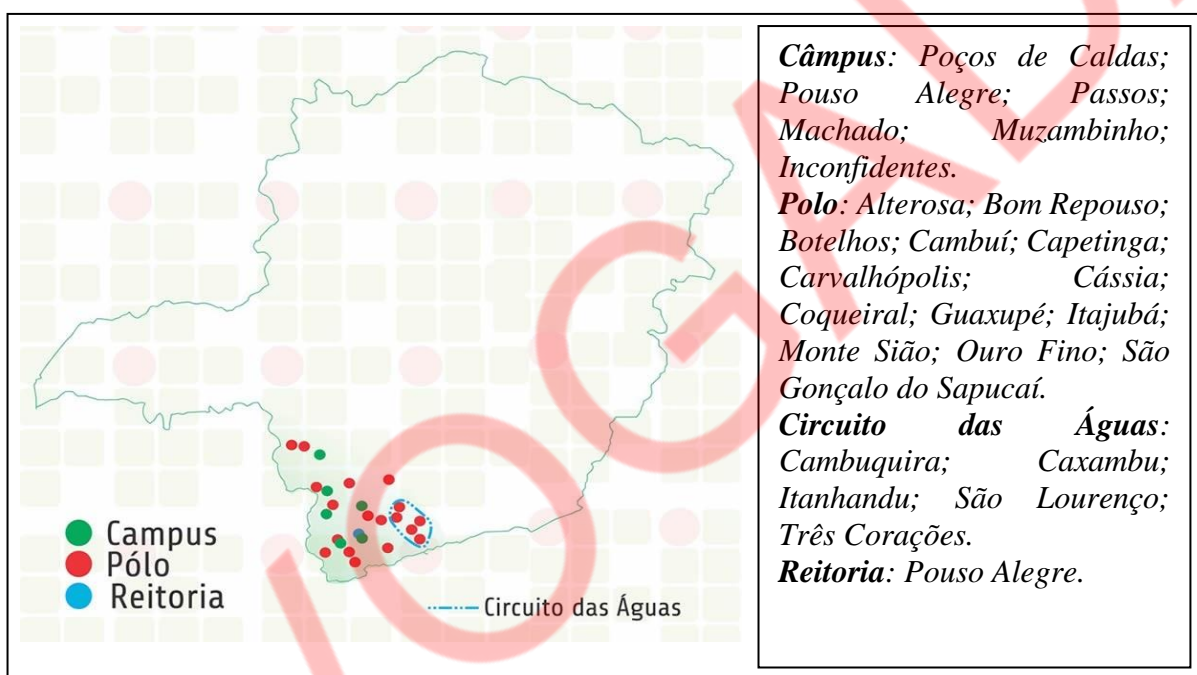 Campus
Pólo
Reitoria
Circuito das Águas
Câmpus: Poços de Caldas;
Pouso Alegre; Passos;
Machado; Muzambinho;
Inconfidentes.
Polo: Alterosa; Bom Repouso;
Botelhos; Cambuí; Capetinga;
Carvalhópolis; Cássia;
Coqueiral; Guaxupé; Itajubá;
Monte Sião; Ouro Fino; São
Gonçalo do Sapucaí.
Circuito das Águas:
Cambuquira; Caxambu;
Itanhandu; São Lourenço;
Três Corações.
Reitoria: Pouso Alegre.